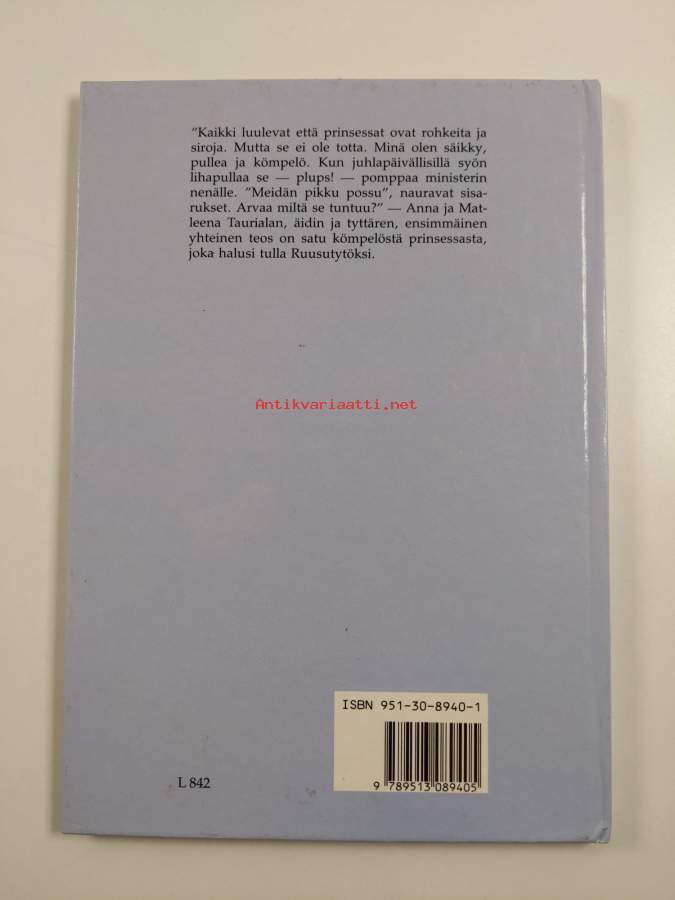 ”Kaikki luulevat että prinsessat ovat rohkeita ja
siroja. Mutta se ei ole totta. Minä olen säikky,
pullea ja kömpelö. Kun juhlapäivällisillä syön
lihapullaa se — plups! — pomppaa ministerin
nenälle. ”Meidän pikku possu”, nauravat sisa-
rukset. Arvaa miltä se tuntuu?” — Anna ja Mat-
leena Taurialan, äidin ja tyttären, ensimmäinen
yhteinen teos on satu kömpelöstä prinsessasta,
joka halusi tulla Ruusutytöksi.
Antikvariaatti.net
ISBN 951-30-8940-1
9 789513 089405
L 842